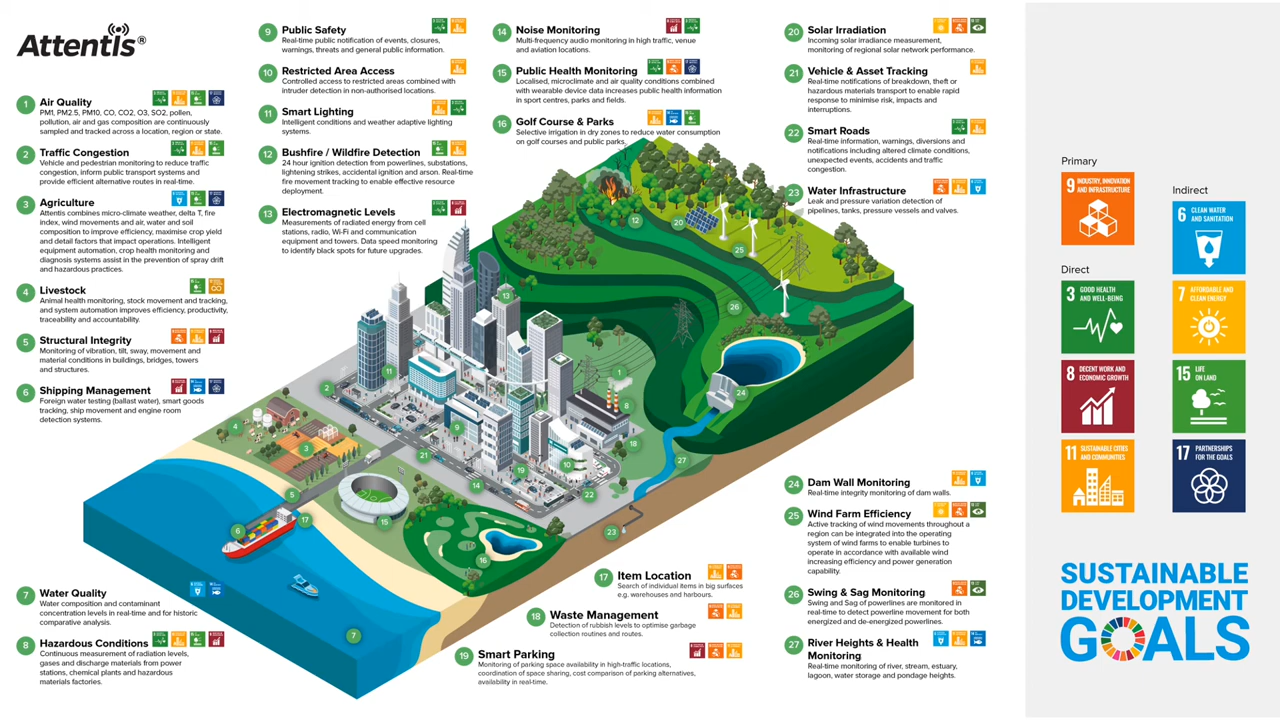 Attentis®
1 Air Quality
PM1, PM2.5, PM10, CO, CO2, O3, SO2, pollen,
pollution, air and gas composition are continuously
sampled and tracked across a location, region or state.
2 Traffic Congestion
Vehicle and pedestrian monitoring to reduce traffic
congestion, inform public transport systems and
provide efficient alternative routes in real-time.
3 Agriculture
Attentis combines micro-climate weather, delta T, fire
index, wind movements and air, water and soil
composition to improve efficiency, maximise crop yield
and detail factors that impact operations. Intelligent
equipment automation, crop health monitoring and
diagnosis systems assist in the prevention of spray drift
and hazardous practices.
4 Livestock
Animal health monitoring, stock movement and tracking,
and system automation improves efficiency, productivity,
traceability and accountability.
5 Structural Integrity
Monitoring of vibration, tilt, sway, movement and
material conditions in buildings, bridges, towers
and structures.
6 Shipping Management
Foreign water testing (ballast water), smart goods
tracking, ship movement and engine room
detection systems.
7 Water Quality
Water composition and contaminant
concentration levels in real-time and for historic
comparative analysis.
8 Hazardous Conditions
Continuous measurement of radiation levels,
gases and discharge materials from power
stations, chemical plants and hazardous
materials factories.
9 Public Safety
Real-time public notification of events, closures,
warnings, threats and general public information.
10 Restricted Area Access
Controlled access to restricted areas combined with
intruder detection in non-authorised locations.
11 Smart Lighting
Intelligent conditions and weather adaptive lighting
systems.
12 Bushfire / Wildfire Detection
24 hour ignition detection from powerlines, substations,
lightening strikes, accidental ignition and arson. Real-time
fire movement tracking to enable effective resource
deployment.
13 Electromagnetic Levels
Measurements of radiated energy from cell
stations, radio, Wi-Fi and communication
equipment and towers. Data speed monitoring
to identify black spots for future upgrades.
14 Noise Monitoring
Multi-frequency audio monitoring in high traffic, venue
and aviation locations.
15 Public Health Monitoring
Localised, microclimate and air quality conditions combined
with wearable device data increases public health information
in sport centres, parks and fields.
16 Golf Course & Parks
Selective irrigation in dry zones to reduce water consumption
on golf courses and public parks.
17 Item Location
Search of individual items in big surfaces
e.g. warehouses and harbours.
18 Waste Management
Detection of rubbish levels to optimise garbage
collection routines and routes.
19 Smart Parking
Monitoring of parking space availability in high-traffic locations,
coordination of space sharing, cost comparison of parking alternatives,
availability in real-time.
20 Solar Irradiation
Incoming solar irradiance measurement,
monitoring of regional solar network performance.
21 Vehicle & Asset Tracking
Real-time notifications of breakdown, theft or
hazardous materials transport to enable rapid
response to minimise risk, impacts and
interruptions.
22 Smart Roads
Real-time information, warnings, diversions and
notifications including altered climate conditions,
unexpected events, accidents and traffic
congestion.
23 Water Infrastructure
Leak and pressure variation detection of
pipelines, tanks, pressure vessels and valves.
24 Dam Wall Monitoring
Real-time integrity monitoring of dam walls.
25 Wind Farm Efficiency
Active tracking of wind movements throughout a
region can be integrated into the operating
system of wind farms to enable turbines to
operate in accordance with available wind
increasing efficiency and power generation
capability.
26 Swing & Sag Monitoring
Swing and Sag of powerlines are monitored in
real-time to detect powerline movement for both
energized and de-energized powerlines.
27 River Heights & Health
Monitoring
Real-time monitoring of river, stream, estuary,
lagoon, water storage and pondage heights.
12
20
25
26
13
11
2
1
8
24
4
3
9
21
18
27
19
10
14
22
5
17
15
6
23
16
7
Primary
9 INDUSTRY, INNOVATION
AND INFRASTRUCTURE
Direct
3 GOOD HEALTH
AND WELL-BEING
8 DECENT WORK AND
ECONOMIC GROWTH
11 SUSTAINABLE CITIES
AND COMMUNITIES
Indirect
6 CLEAN WATER
AND SANITATION
7 AFFORDABLE AND
CLEAN ENERGY
15 LIFE
ON LAND
17 PARTNERSHIPS
FOR THE GOALS
SUSTAINABLE
DEVELOPMENT
GOALS